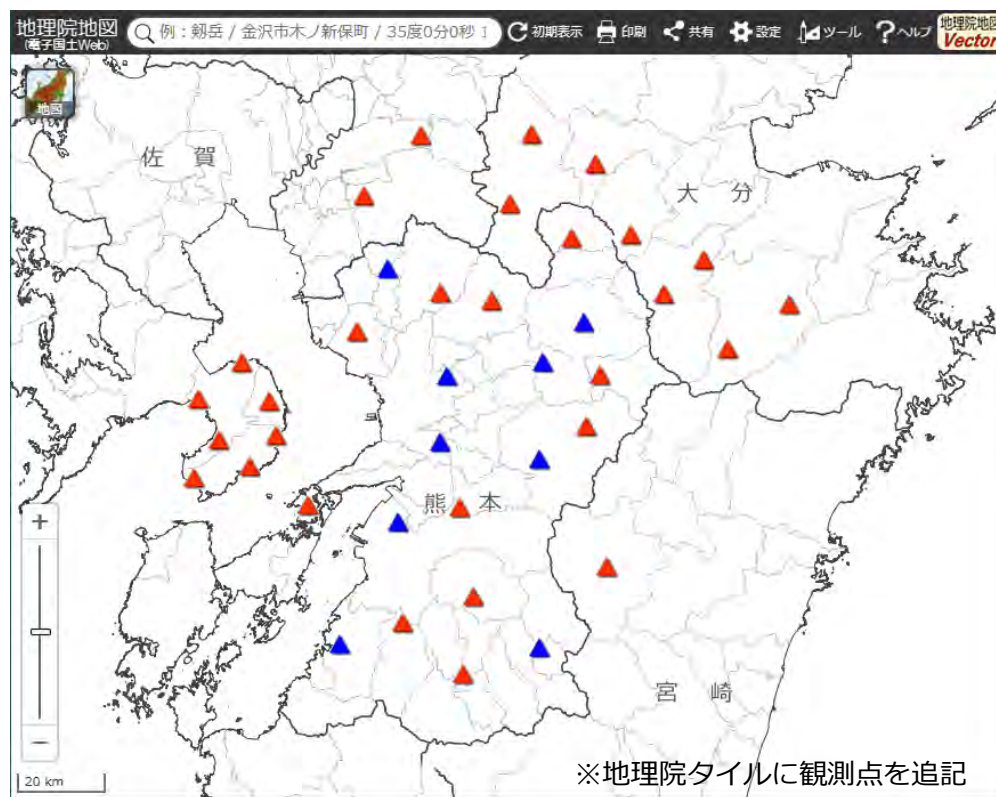 地理院地図
(電子国土Web)
例：剱岳 / 金沢市木ノ新保町 / 35度0分0秒 1
初期表示
印刷
共有
設定
ツール
ヘルプ
地理院地図
Vector
地図
佐 賀
大 分
熊 本
宮 崎
20 km
※地理院タイルに観測点を追記